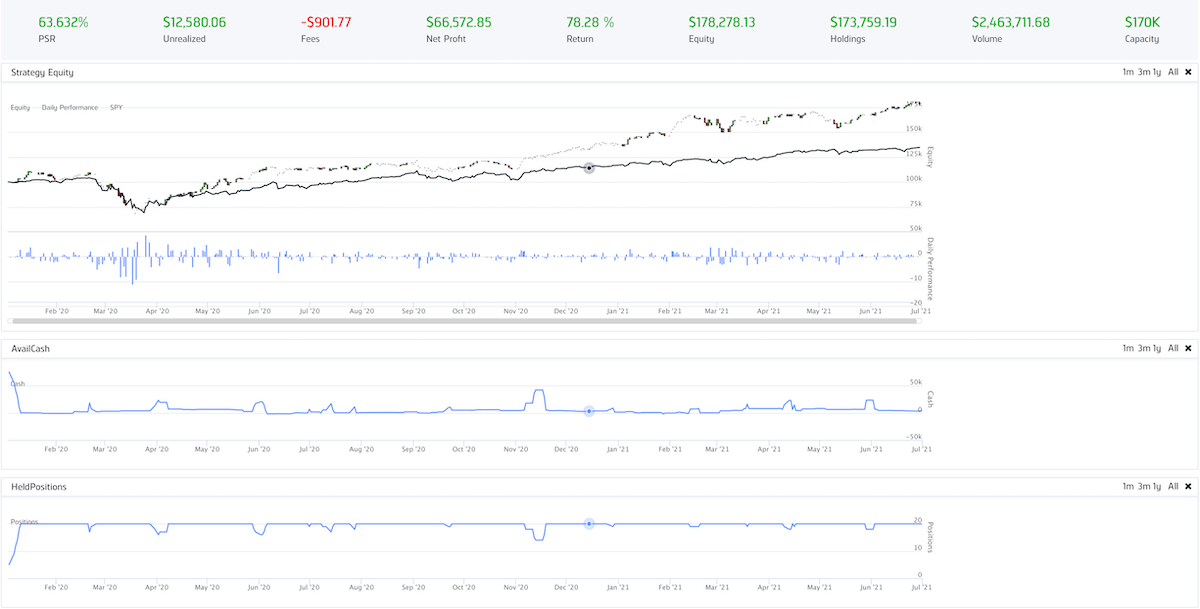 63.632% $12,580.06 -$901.77 $66,572.85 78.28 % $178,278.13 $173,759.19 $2,463,711.68 $170K
PSR Unrealized Fees Net Profit Return Equity Holdings Volume Capacity
Strategy Equity 1m 3m 1y All ✖
Equity Daily Performance SPY
150k
125k
100k
75k
50k
Equity
0
-10
-20
Daily Performance
Feb '20 Mar '20 Apr '20 May '20 Jun '20 Jul '20 Aug '20 Sep '20 Oct '20 Nov '20 Dec '20 Jan '21 Feb '21 Mar '21 Apr '21 May '21 Jun '21 Jul '21
AvailCash 1m 3m 1y All ✖
Cash
50k
0
-50k
Cash
Feb '20 Mar '20 Apr '20 May '20 Jun '20 Jul '20 Aug '20 Sep '20 Oct '20 Nov '20 Dec '20 Jan '21 Feb '21 Mar '21 Apr '21 May '21 Jun '21 Jul '21
HeldPositions 1m 3m 1y All ✖
Positions
20
10
0
Positions
Feb '20 Mar '20 Apr '20 May '20 Jun '20 Jul '20 Aug '20 Sep '20 Oct '20 Nov '20 Dec '20 Jan '21 Feb '21 Mar '21 Apr '21 May '21 Jun '21 Jul '21